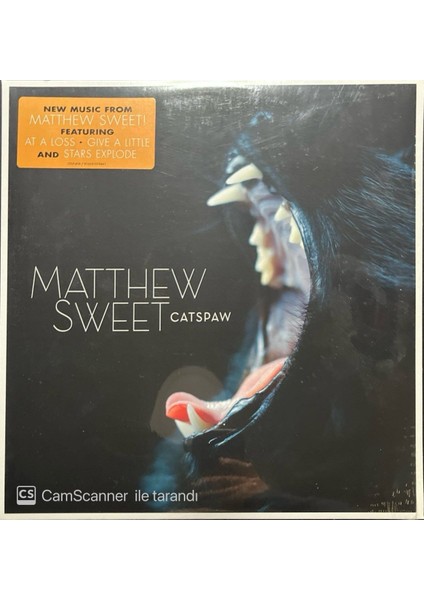 NEW MUSIC FROM
MATTHEW SWEET!
FEATURING
AT A LOSS • GIVE A LITTLE
AND STARS EXPLODE
MATTHEW
SWEET CATSPAW
CS CamScanner ile tarandı